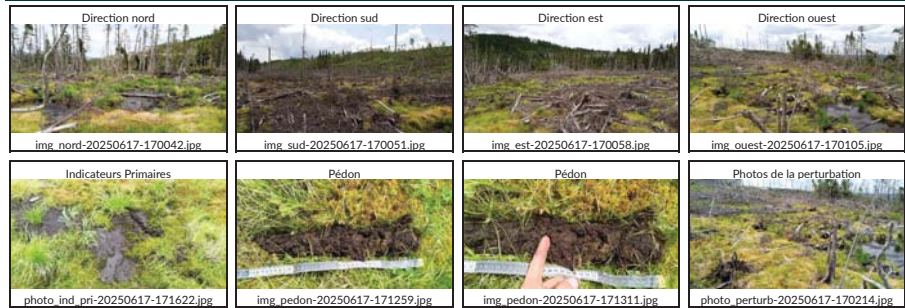 Direction nord
Direction sud
Direction est
Direction ouest
img_nord-20250617-170042.jpg
img_sud-20250617-170051.jpg
img_est-20250617-170058.jpg
img_ouest-20250617-170105.jpg
Indicateurs Primaires
Pédon
Pédon
Photos de la perturbation
photo_ind_pri-20250617-171622.jpg
img_pedon-20250617-171259.jpg
img_pedon-20250617-171311.jpg
photo_perturb-20250617-170214.jpg